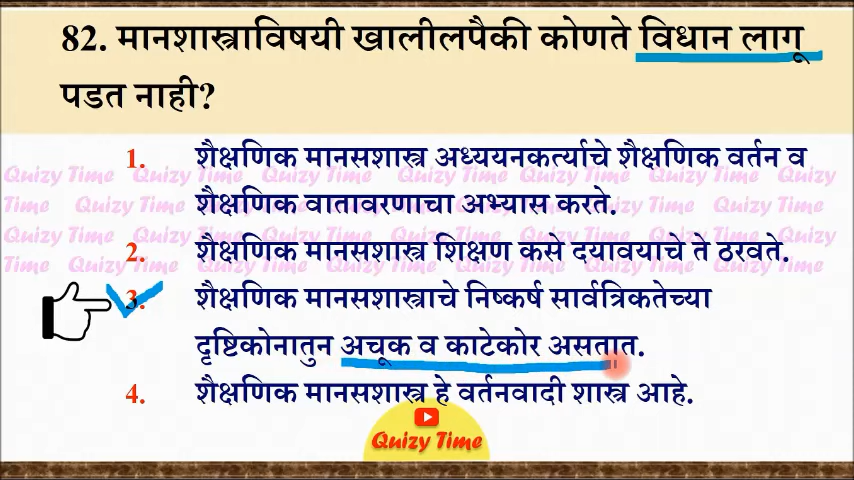 82. मानशास्त्राविषयी खालीलपैकी कोणते विधान लागू
पडत नाही?
1. शैक्षणिक मानसशास्त्र अध्ययनकर्त्याचे शैक्षणिक वर्तन व
शैक्षणिक वातावरणाचा अभ्यास करते.
2. शैक्षणिक मानसशास्त्र शिक्षण कसे दयावयाचे ते ठरवते.
3. शैक्षणिक मानसशास्त्राचे निष्कर्ष सार्वत्रिकतेच्या
दृष्टिकोनातुन अचूक व काटेकोर असतात.
4. शैक्षणिक मानसशास्त्र हे वर्तनवादी शास्त्र आहे.
Quizy Time